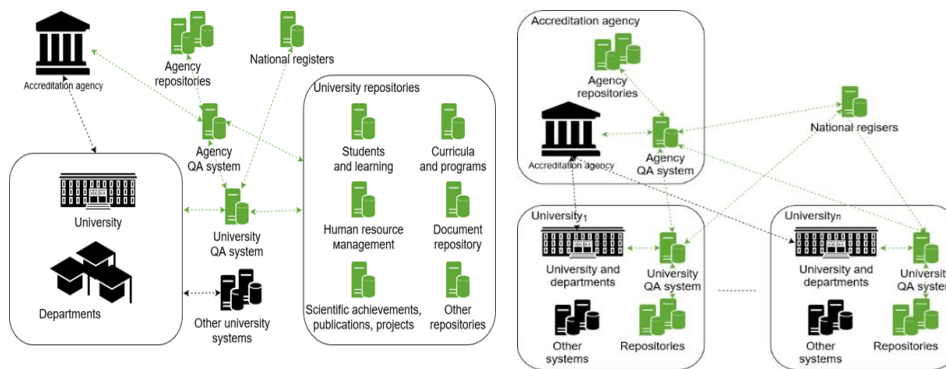 Accreditation agency
Agency
repositories
National registers
University repositories
Agency
QA system
Students
and learning
Curricula
and programs
University
University
QA system
Human resource
management
Document
repository
Departments
Other university
systems
Scientific achievements,
publications, projects
Other
repositories
Accreditation agency
Agency
repositories
Accreditation agency
Agency
QA system
National regisers
University1
University and
departments
University
QA system
Other
systems
Repositories
Universityn
University and
departments
University
QA system
Other
systems
Repositories